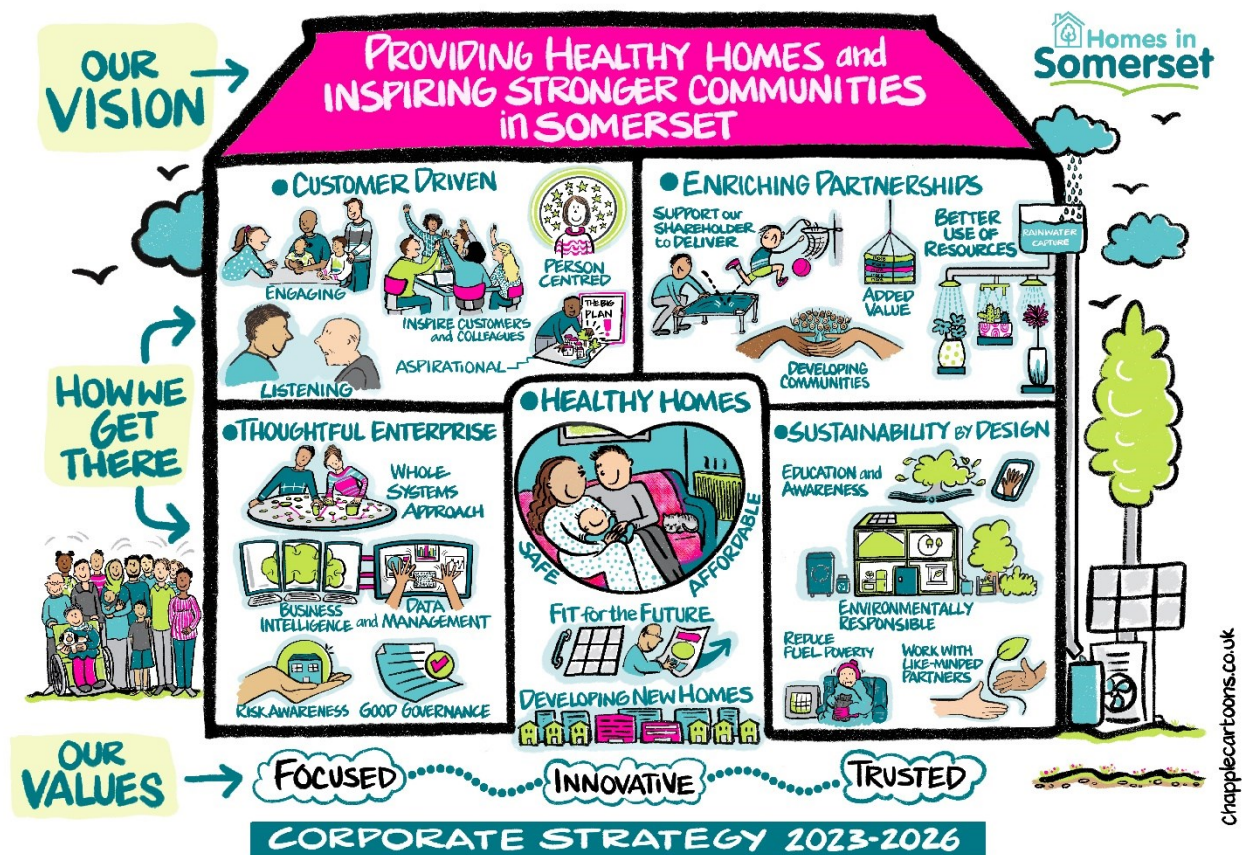 OUR
VISION
PROVIDING HEALTHY HOMES and
INSPIRING STRONGER COMMUNITIES
in SOMERSET
Homes in
Somerset
HOW WE
GET
THERE
CUSTOMER DRIVEN
ENGAGING
INSPIRE CUSTOMERS
and COLLEAGUES
PERSON
CENTRED
THE BIG
PLAN
!
ASPIRATIONAL
LISTENING
ENRICHING PARTNERSHIPS
SUPPORT our
SHAREHOLDER
to DELIVER
ADDED
VALUE
BETTER
USE OF
RESOURCES
RAINWATER
CAPTURE
DEVELOPING
COMMUNITIES
THOUGHTFUL ENTERPRISE
WHOLE
SYSTEMS
APPROACH
BUSINESS
INTELLIGENCE and DATA
MANAGEMENT
RISK AWARENESS
GOOD GOVERNANCE
HEALTHY HOMES
SAFE
AFFORDABLE
FIT for the FUTURE
DEVELOPING NEW HOMES
SUSTAINABILITY BY DESIGN
EDUCATION and
AWARENESS
ENVIRONMENTALLY
RESPONSIBLE
REDUCE
FUEL POVERTY
WORK WITH
LIKE-MINDED
PARTNERS
OUR
VALUES
FOCUSED
INNOVATIVE
TRUSTED
CORPORATE STRATEGY 2023-2026
chapplecartoons.co.uk